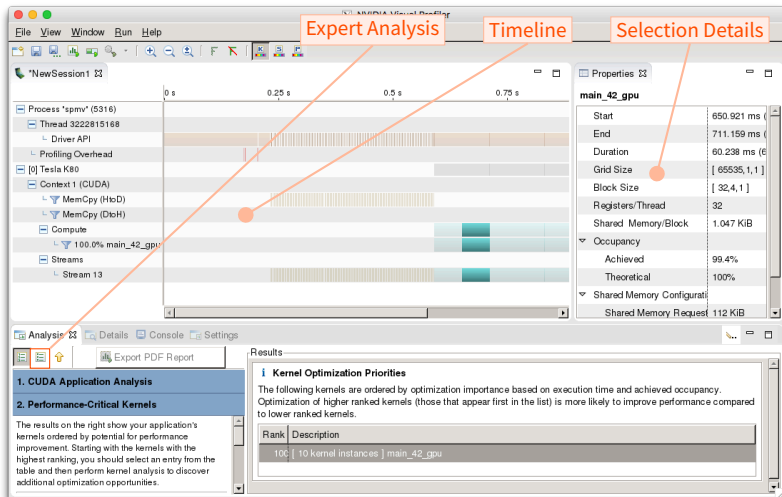 NVIDIA Visual Profiler
Expert Analysis
Timeline
Selection Details
File View Window Run Help
*NewSession1
0 s
0.25 s
0.5 s
0.75 s
Process "spmv" (5316)
Thread 3222815168
Driver API
Profiling Overhead
[0] Tesla K80
Context 1 (CUDA)
MemCpy (HtoD)
MemCpy (DtoH)
Compute
100.0% main_42_gpu
Streams
Stream 13
Properties
main_42_gpu
Start 650.921 ms (
End 711.159 ms (
Duration 60.238 ms (6
Grid Size [ 65535,1,1 ]
Block Size [ 32,4,1 ]
Registers/Thread 32
Shared Memory/Block 1.047 KiB
Occupancy
Achieved 99.4%
Theoretical 100%
Shared Memory Configurati
Shared Memory Request 112 KiB
Analysis Details Console Settings
Export PDF Report
1. CUDA Application Analysis
2. Performance-Critical Kernels
The results on the right show your application's
kernels ordered by potential for performance
improvement. Starting with the kernels with the
highest ranking, you should select an entry from the
table and then perform kernel analysis to discover
additional optimization opportunities.
Results
i Kernel Optimization Priorities
The following kernels are ordered by optimization importance based on execution time and achieved occupancy.
Optimization of higher ranked kernels (those that appear first in the list) is more likely to improve performance compared
to lower ranked kernels.
Rank Description
100 [ 10 kernel instances ] main_42_gpu